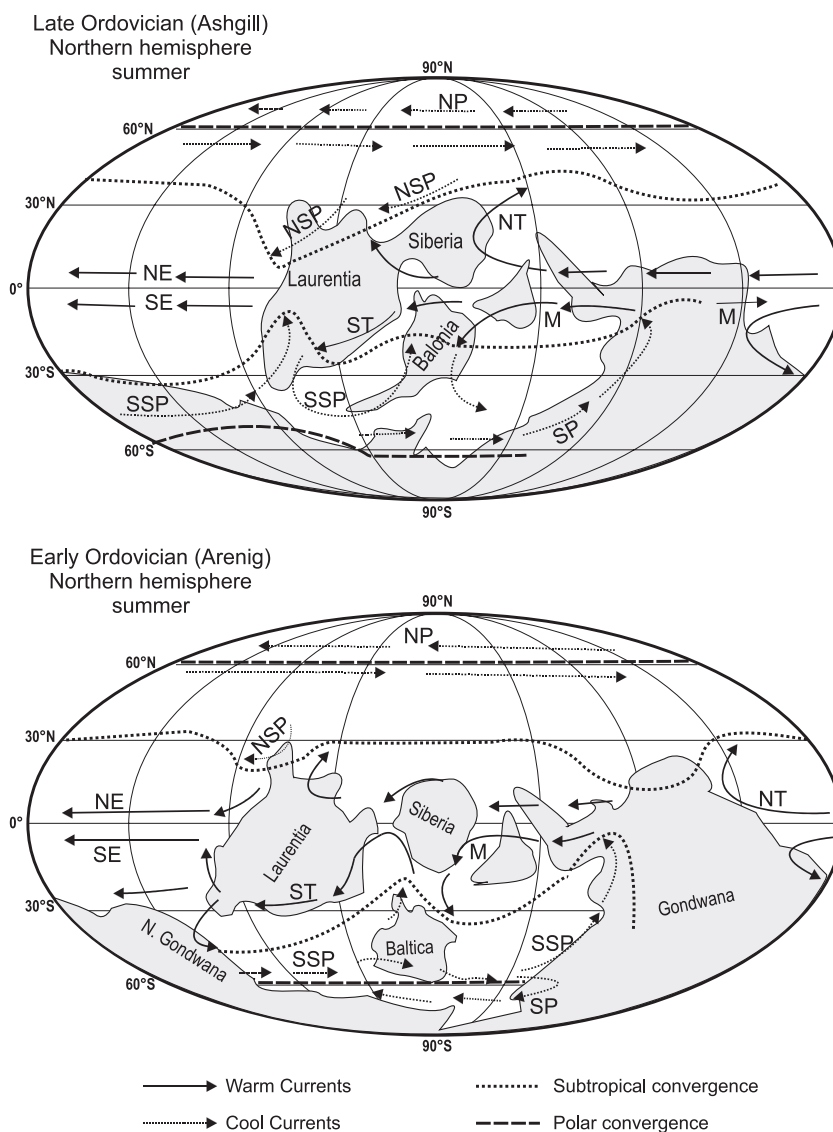 Late Ordovician (Ashgill)
Northern hemisphere
summer
90°N
NP
60°N
30°N
NSP
NSP
NT
Siberia
Laurentia
NE
0°
SE
ST
M
M
Balonia
30°S
SSP
SSP
SP
60°S
90°S
Early Ordovician (Arenig)
Northern hemisphere
summer
90°N
NP
60°N
30°N
NSP
NE
NT
Siberia
0°
SE
Laurentia
M
ST
Gondwana
30°S
N. Gondwana
Baltica
SSP
SSP
60°S
SP
90°S
Warm Currents
Subtropical convergence
Cool Currents
Polar convergence